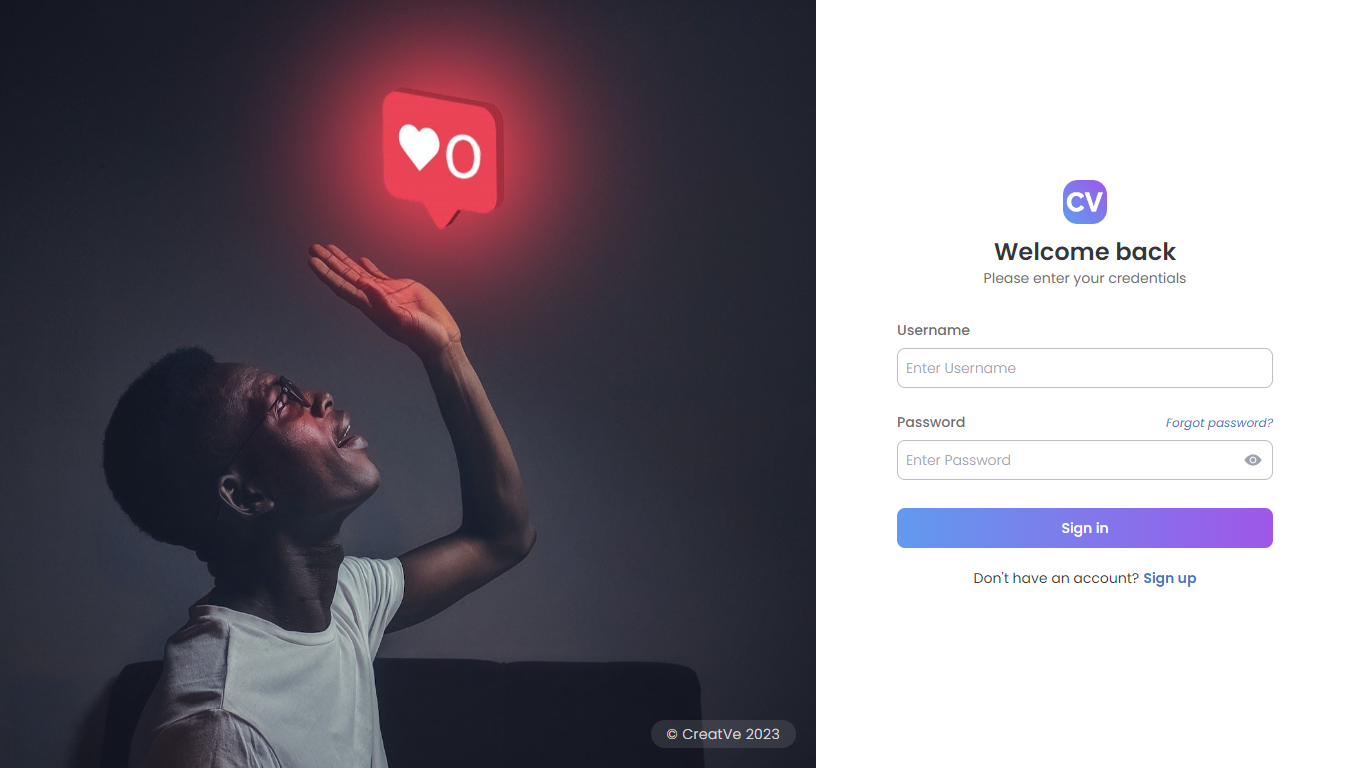 0
© CreatVe 2023
CV
Welcome back
Please enter your credentials
Username
Enter Username
Password
Forgot password?
Enter Password
Sign in
Don't have an account? Sign up